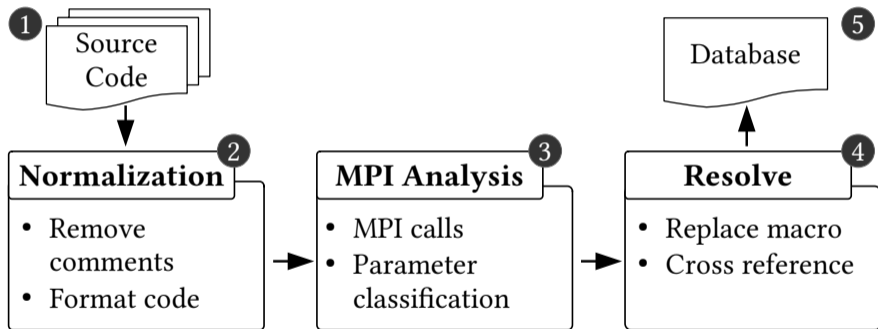 1
Source
Code
2
Normalization
• Remove
comments
• Format code
3
MPI Analysis
• MPI calls
• Parameter
classification
4
Resolve
• Replace macro
• Cross reference
5
Database